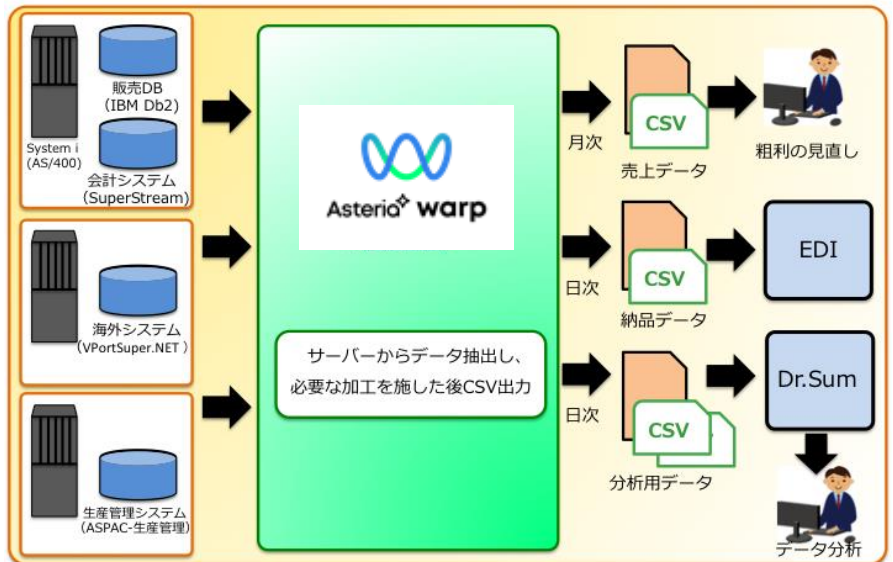 販売DB
(IBM Db2)
System i
(AS/400)
会計システム
(SuperStream)
海外システム
(VPortSuper.NET )
生産管理システム
(ASPAC-生産管理)
Asteria warp
サーバーからデータ抽出し、
必要な加工を施した後CSV出力
月次
CSV
売上データ
粗利の見直し
日次
CSV
納品データ
EDI
日次
CSV
分析用データ
Dr.Sum
データ分析